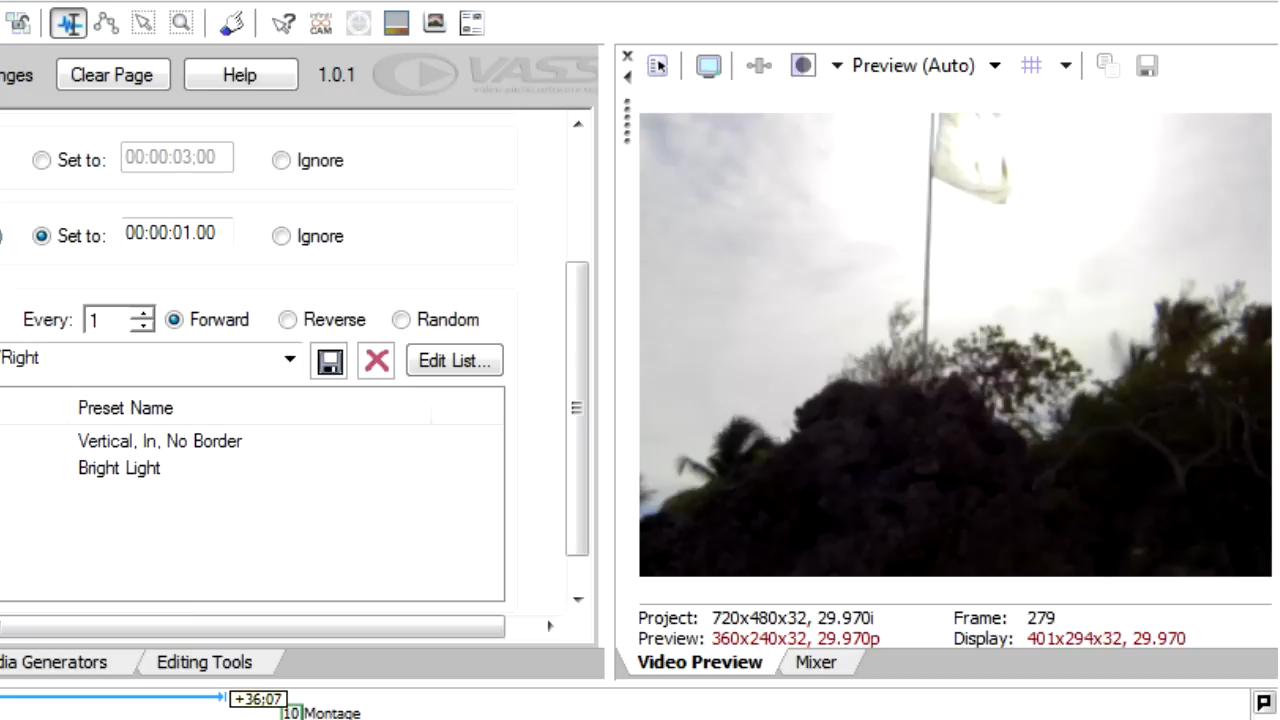 CAM
nges Clear Page Help 1.0.1 VASS
Preview (Auto)
Set to: 00:00:03;00 Ignore
Set to: 00:00:01.00 Ignore
Every: 1 Forward Reverse Random
/Right Edit List...
Preset Name
Vertical, In, No Border
Bright Light
Project: 720x480x32, 29.970i Frame: 279
Preview: 360x240x32, 29.970p Display: 401x294x32, 29.970
dia Generators Editing Tools Video Preview Mixer
+36;07
10 Montage